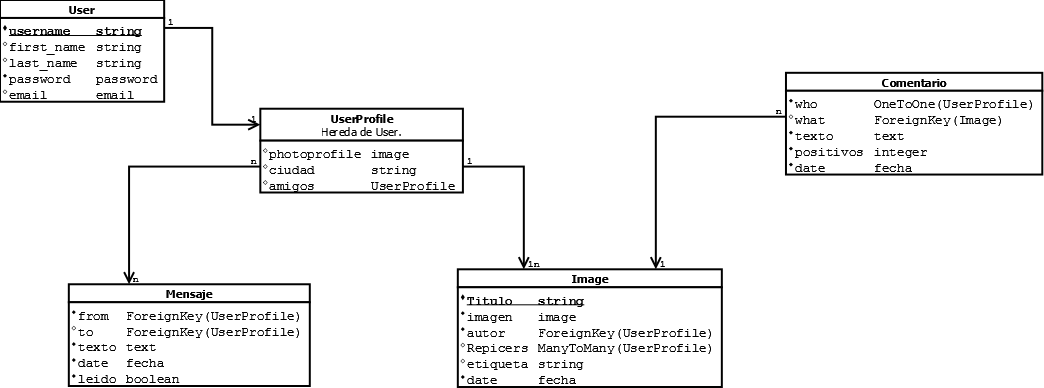 User
username string
first_name string
last_name string
password password
email email
1
1
UserProfile
Hereda de User.
photoprofile image
ciudad string
amigos UserProfile
n
1
n
Mensaje
from ForeignKey(UserProfile)
to ForeignKey(UserProfile)
texto text
date fecha
leido boolean
1n
1
Image
Titulo string
imagen image
autor ForeignKey(UserProfile)
Repicers ManyToMany(UserProfile)
etiqueta string
date fecha
Comentario
n
who OneToOne(UserProfile)
what ForeignKey(Image)
texto text
positivos integer
date fecha